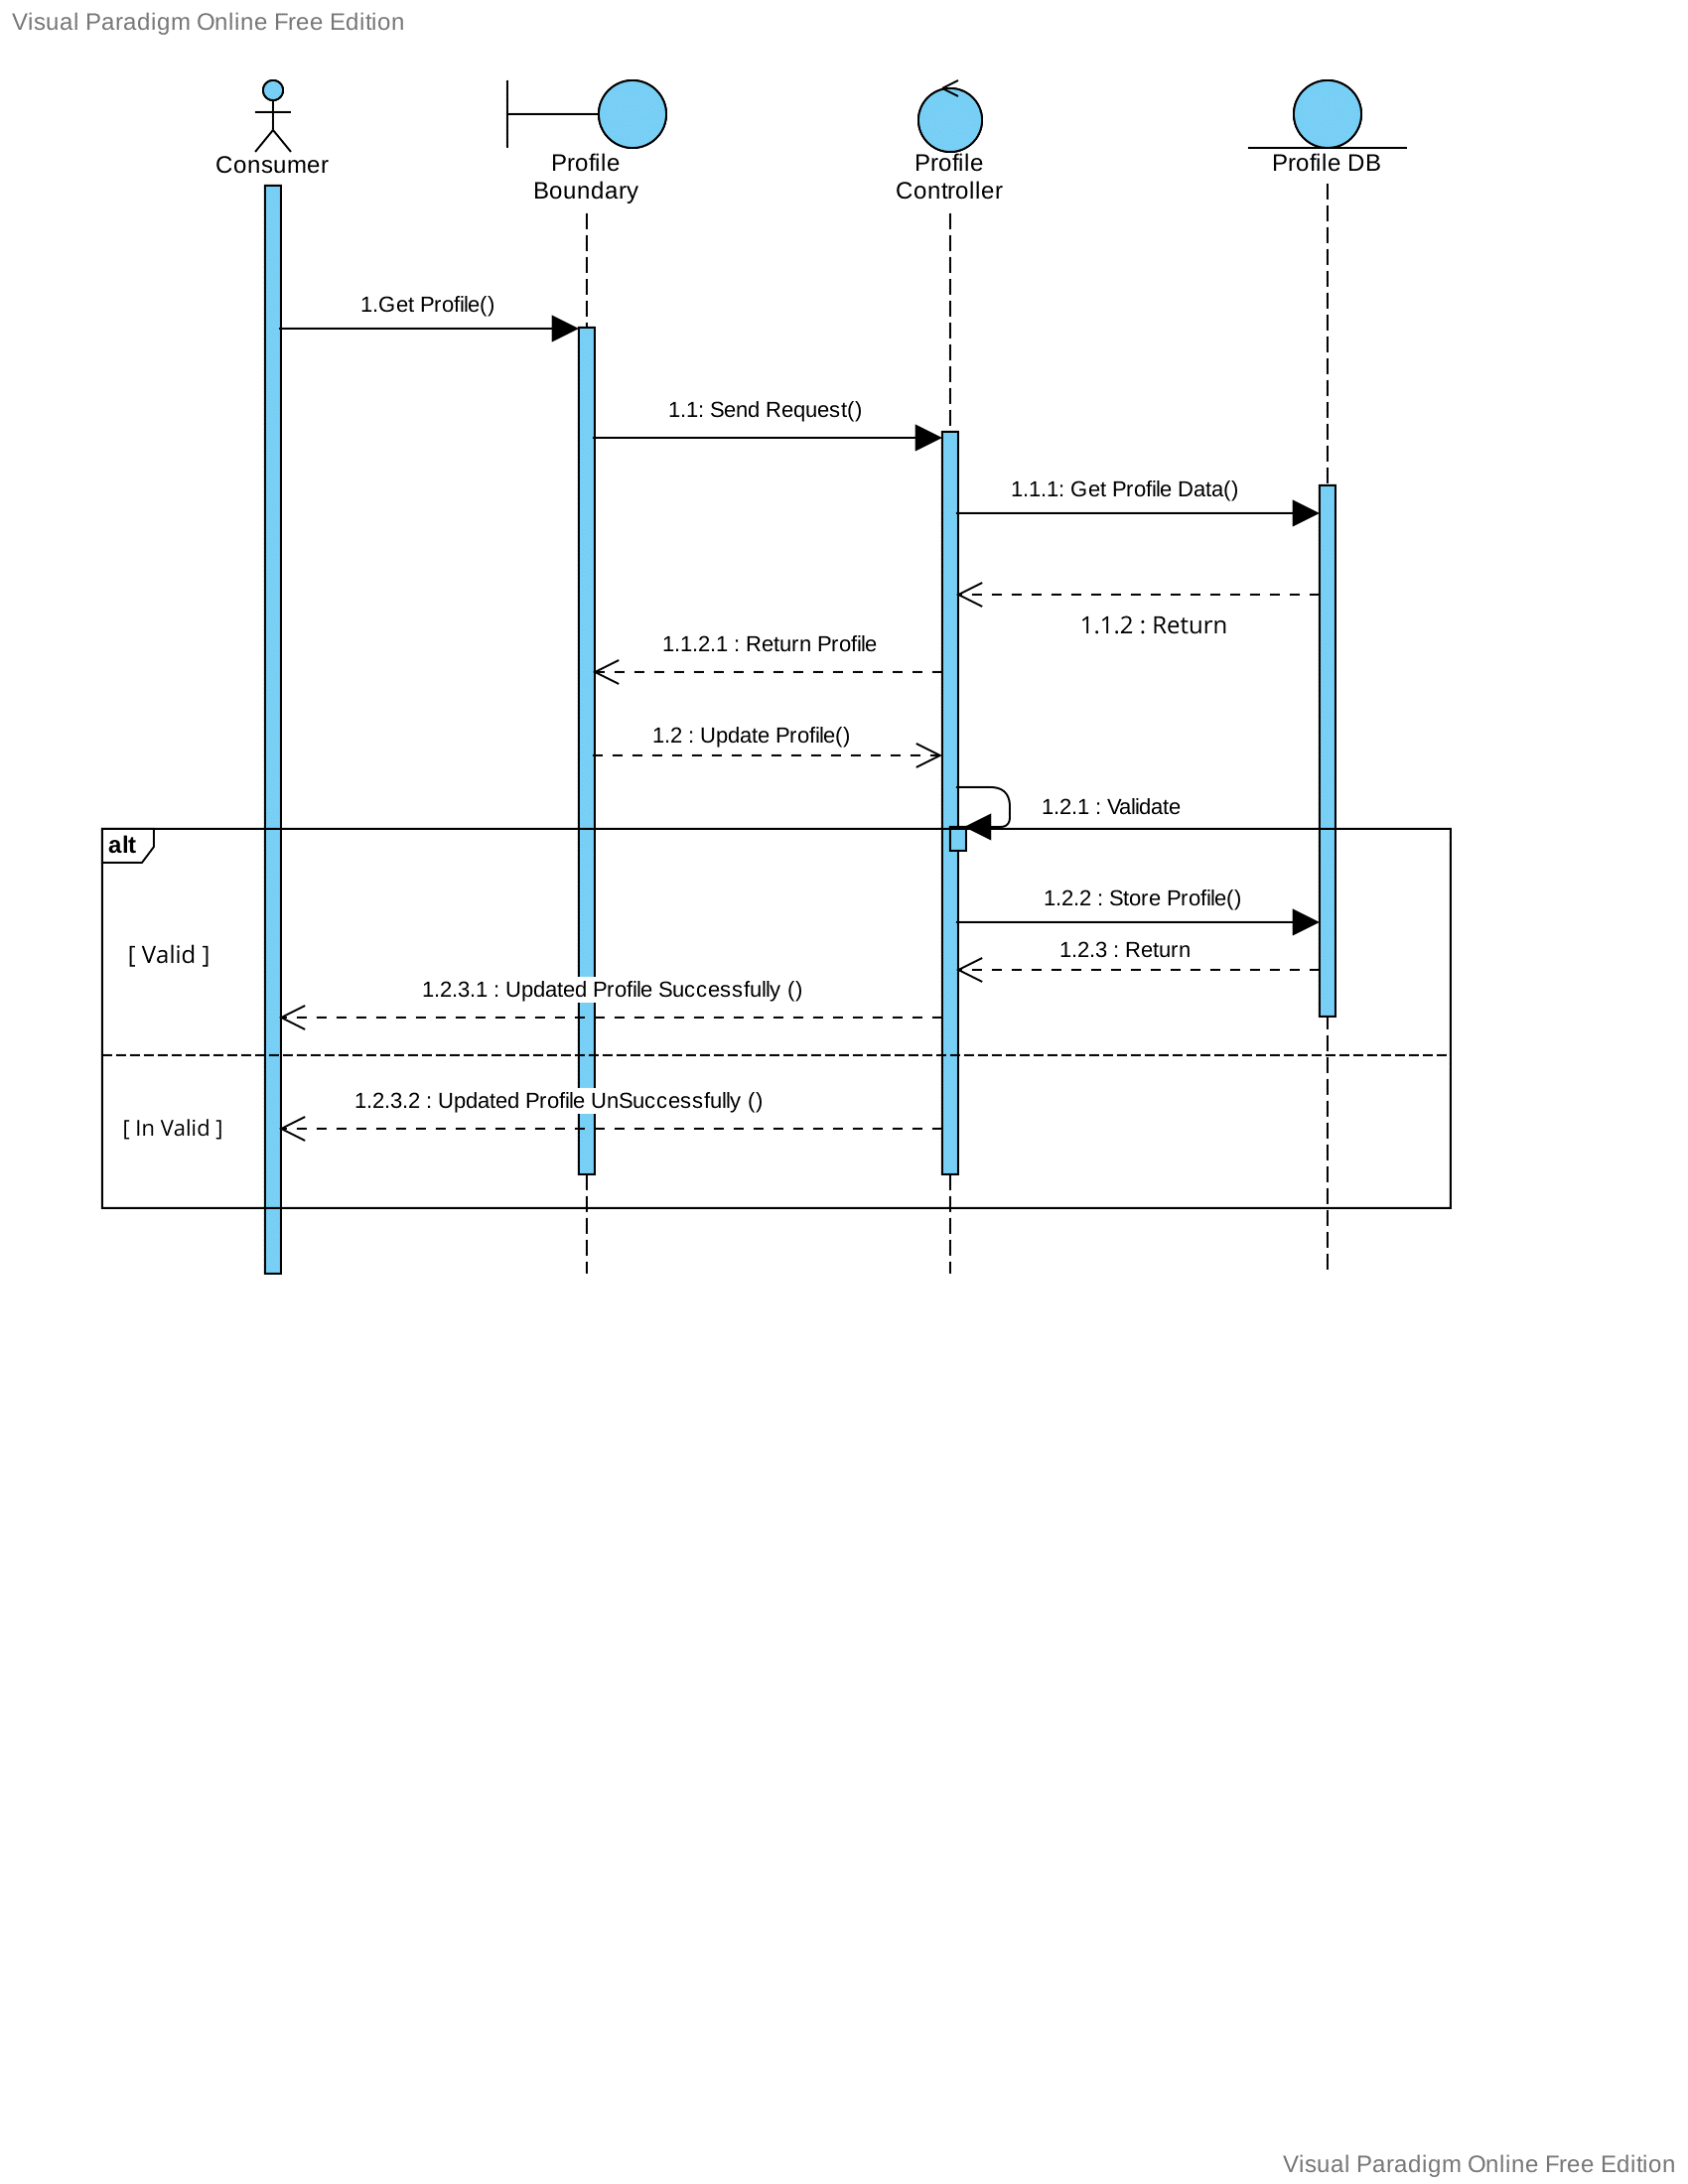 Visual Paradigm Online Free Edition
Consumer
Profile
Boundary
Profile
Controller
Profile DB
1.Get Profile()
1.1: Send Request()
1.1.1: Get Profile Data()
1.1.2 : Return
1.1.2.1 : Return Profile
1.2 : Update Profile()
1.2.1 : Validate
alt
1.2.2 : Store Profile()
[ Valid ]
1.2.3 : Return
1.2.3.1 : Updated Profile Successfully ()
1.2.3.2 : Updated Profile UnSuccessfully ()
[ In Valid ]
Visual Paradigm Online Free Edition